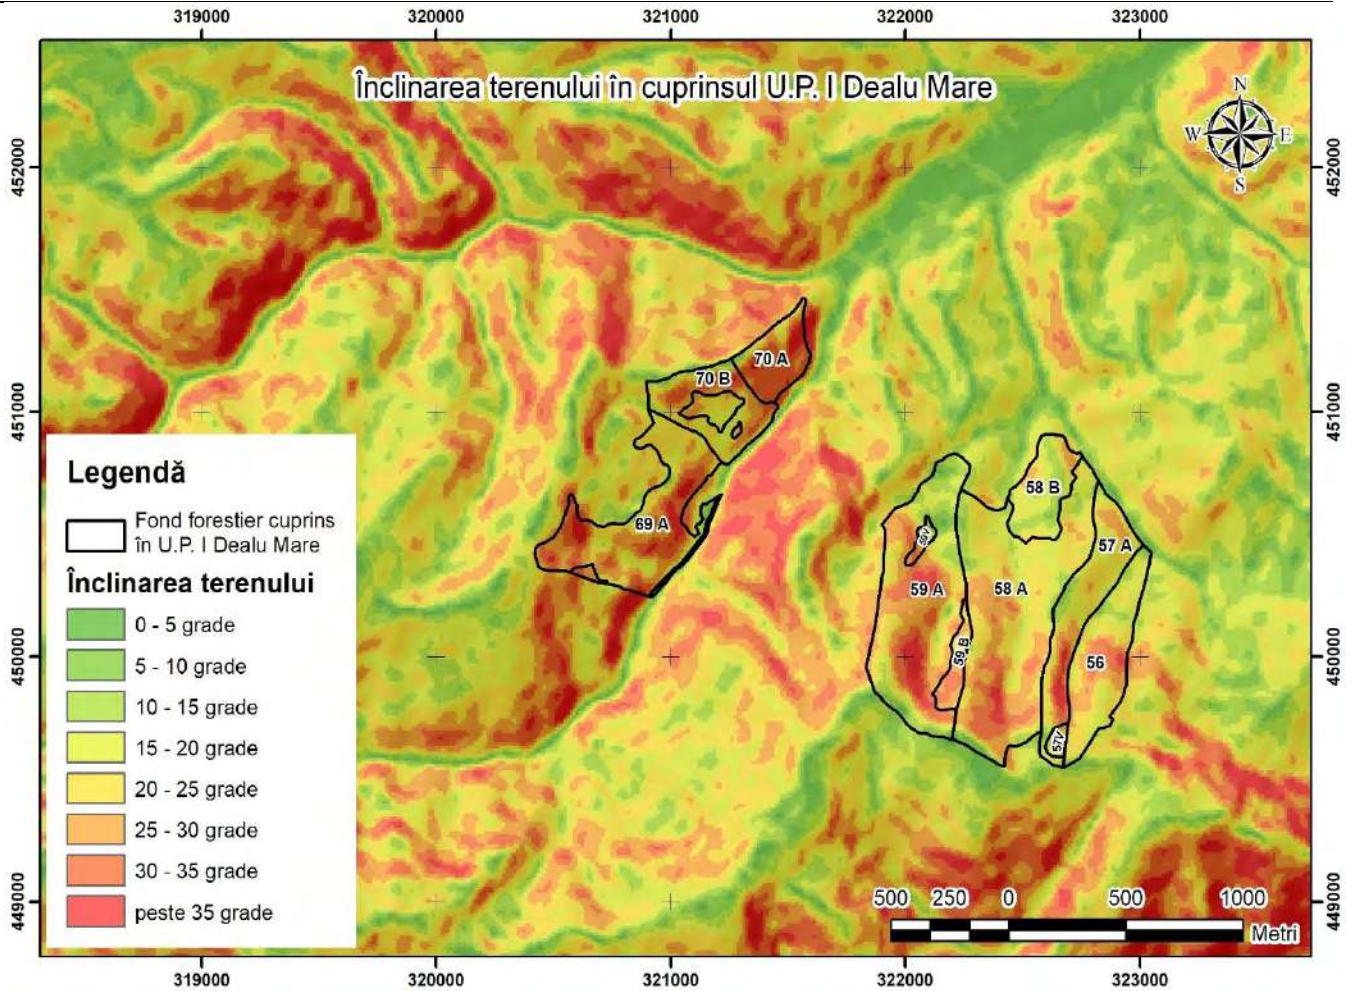 319000 320000 321000 322000 323000
Înclinarea terenului în cuprinsul U.P. I Dealu Mare
N
W E
S
452000 452000
70 A
70 B
451000 451000
Legendă
Fond forestier cuprins
în U.P. I Dealu Mare
Înclinarea terenului
0 - 5 grade
5 - 10 grade
10 - 15 grade
15 - 20 grade
20 - 25 grade
25 - 30 grade
30 - 35 grade
peste 35 grade
58 B
69 A
57 A
59 A
58 A
59 B
56
57V
450000 450000
449000 449000
500 250 0 500 1000
Metri
319000 320000 321000 322000 323000